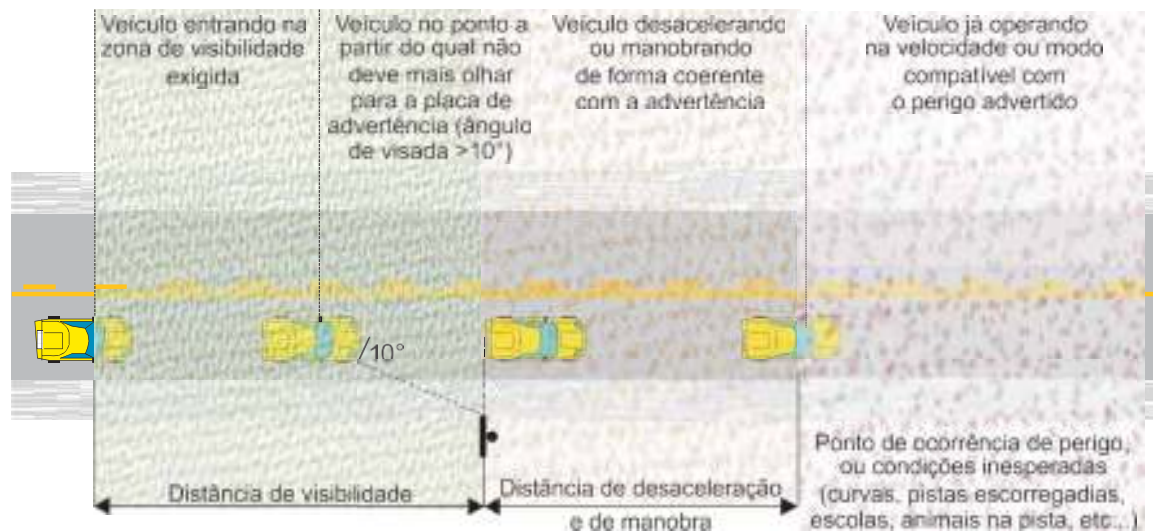 Veículo entrando na
zona de visibilidade
exigida
Veículo no ponto a
partir do qual não
deve mais olhar
para a placa de
advertência (ângulo
de visada >10°)
Veículo desacelerando
ou manobrando
de forma coerente
com a advertência
Veículo já operando
na velocidade ou modo
compatível com
o perigo advertido
10°
Distância de visibilidade
Distância de desaceleração
e de manobra
Ponto de ocorrência de perigo,
ou condições inesperadas
(curvas, pistas escorregadias,
escolas, animais na pista, etc., )